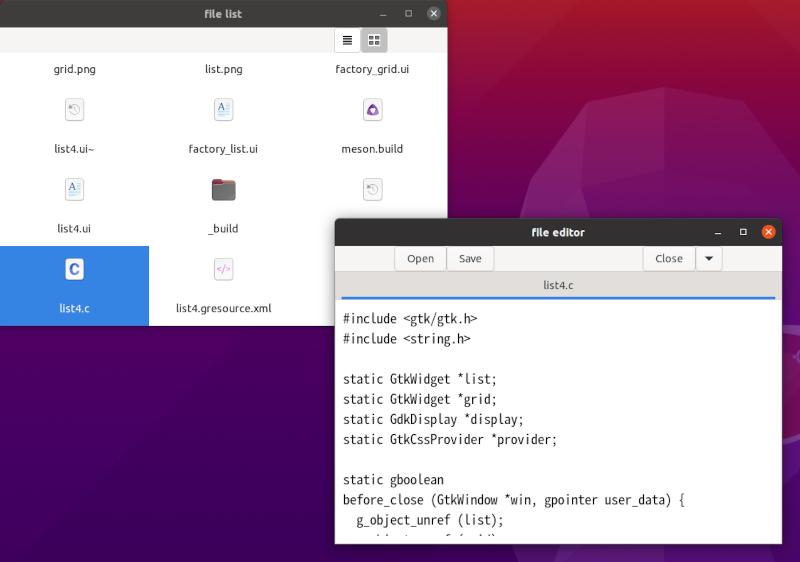 file list
grid.png list.png factory_grid.ui
list4.ui~ factory_list.ui meson.build
list4.ui _build
list4.c list4.gresource.xml
file editor
Open Save Close
list4.c
#include <gtk/gtk.h>
#include <string.h>
static GtkWidget *list;
static GtkWidget *grid;
static GdkDisplay *display;
static GtkCssProvider *provider;
static gboolean
before_close (GtkWindow *win, gpointer user_data) {
g_object_unref (list);